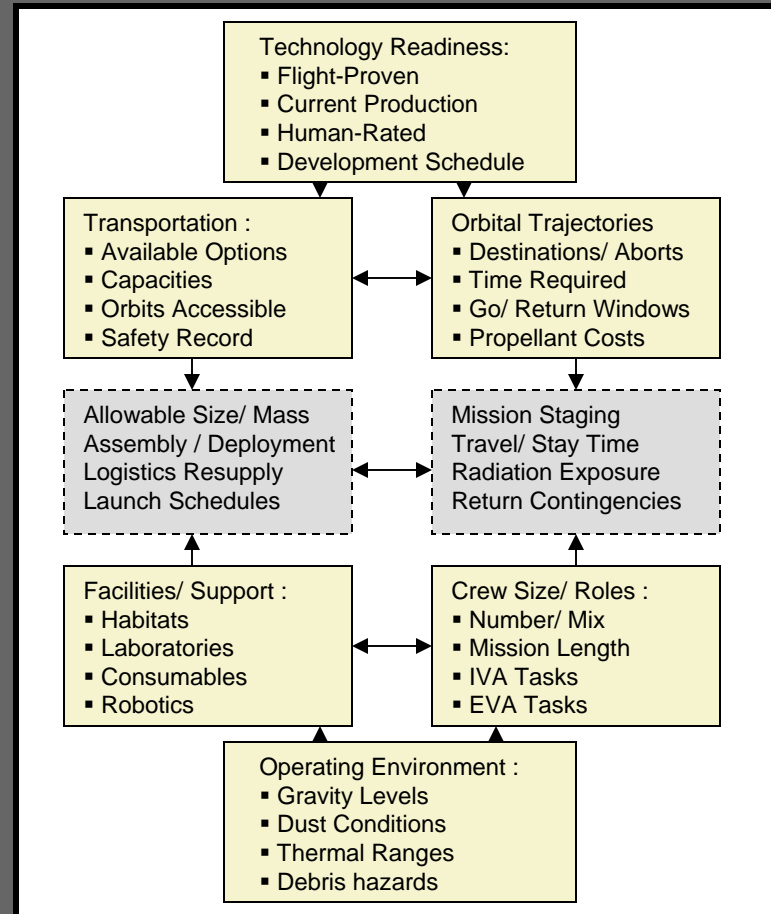 Technology Readiness:
▪ Flight-Proven
▪ Current Production
▪ Human-Rated
▪ Development Schedule
Transportation :
▪ Available Options
▪ Capacities
▪ Orbits Accessible
▪ Safety Record
Orbital Trajectories
▪ Destinations/ Aborts
▪ Time Required
▪ Go/ Return Windows
▪ Propellant Costs
Allowable Size/ Mass
Assembly / Deployment
Logistics Resupply
Launch Schedules
Mission Staging
Travel/ Stay Time
Radiation Exposure
Return Contingencies
Facilities/ Support :
▪ Habitats
▪ Laboratories
▪ Consumables
▪ Robotics
Crew Size/ Roles :
▪ Number/ Mix
▪ Mission Length
▪ IVA Tasks
▪ EVA Tasks
Operating Environment :
▪ Gravity Levels
▪ Dust Conditions
▪ Thermal Ranges
▪ Debris hazards